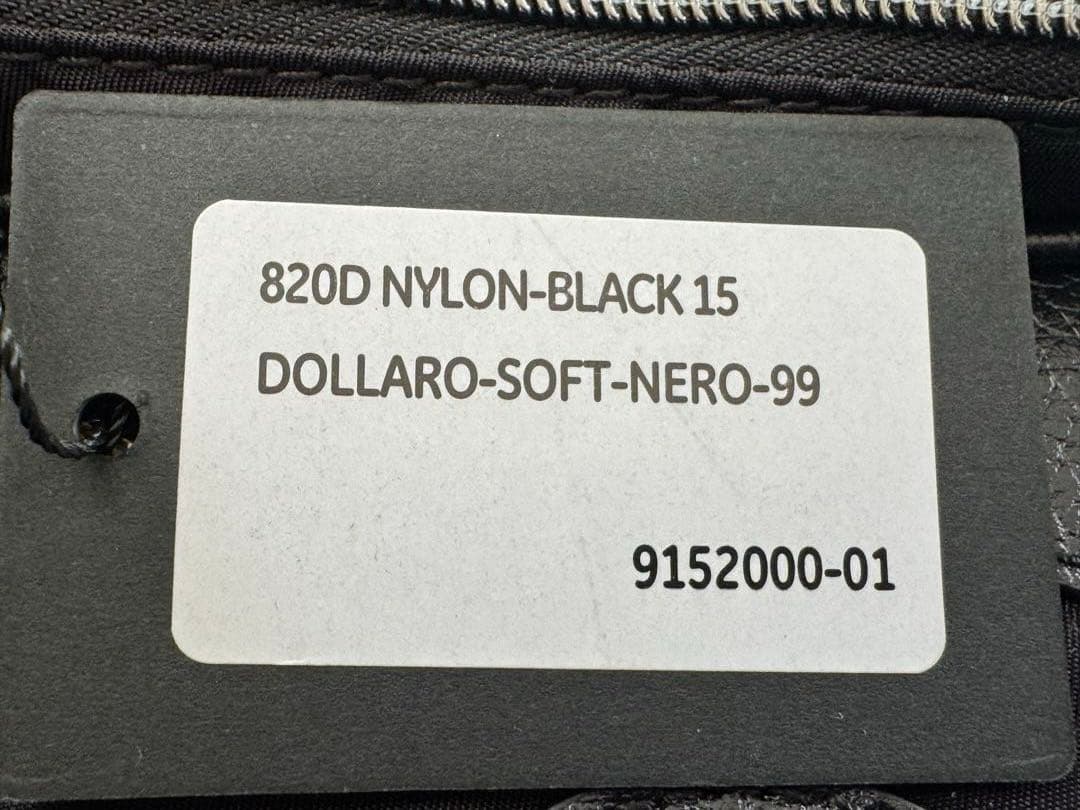 820D NYLON-BLACK 15
DOLLARO-SOFT-NERO-99
9152000-01